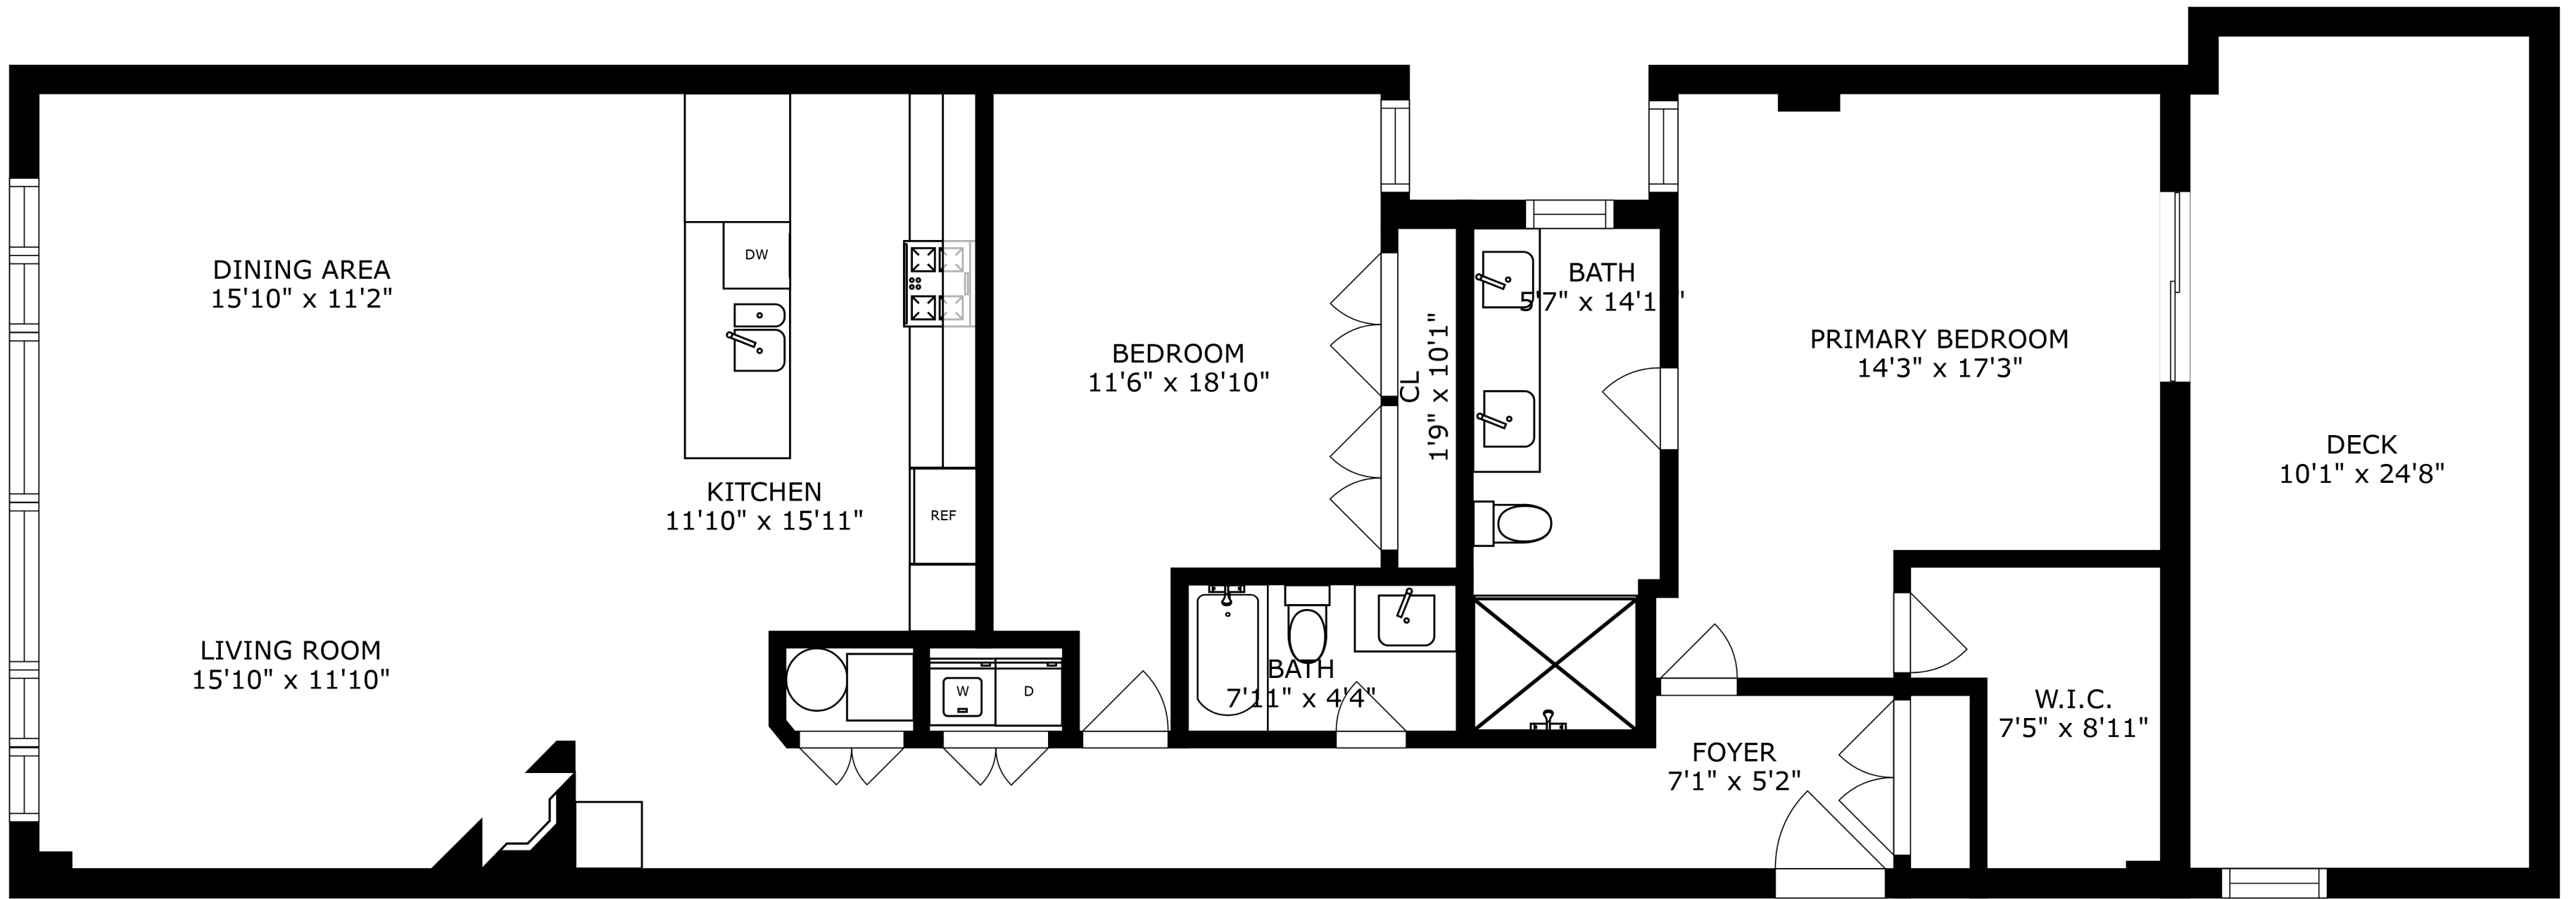 DINING AREA
15'10" x 11'2"
LIVING ROOM
15'10" x 11'10"
DW
KITCHEN
11'10" x 15'11"
REF
W
D
BEDROOM
11'6" x 18'10"
CL
1'9" x 10'1"
BATH
7'11" x 4'4"
BATH
5'7" x
PRIMARY BEDROOM
14'3" x 17'3"
FOYER
7'1" x 5'2"
W.I.C.
7'5" x 8'11"
DECK
10'1" x 24'8"